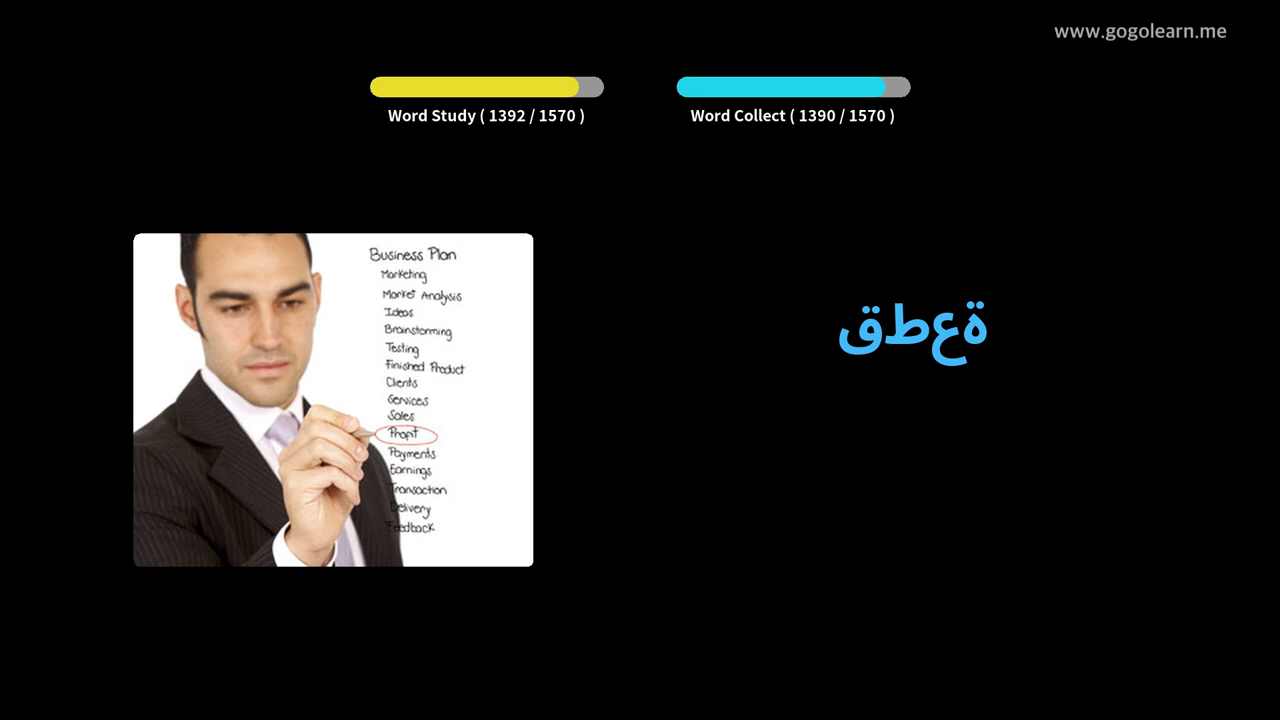 www.gogolearn.me
Word Study ( 1392 / 1570 )
Word Collect ( 1390 / 1570 )
Business Plan
Marketing
Market Analysis
Ideas
Brainstorming
Testing
Finished Product
Clients
Services
Sales
Profit
Payments
Earnings
Transaction
Delivery
Feedback
قطعة